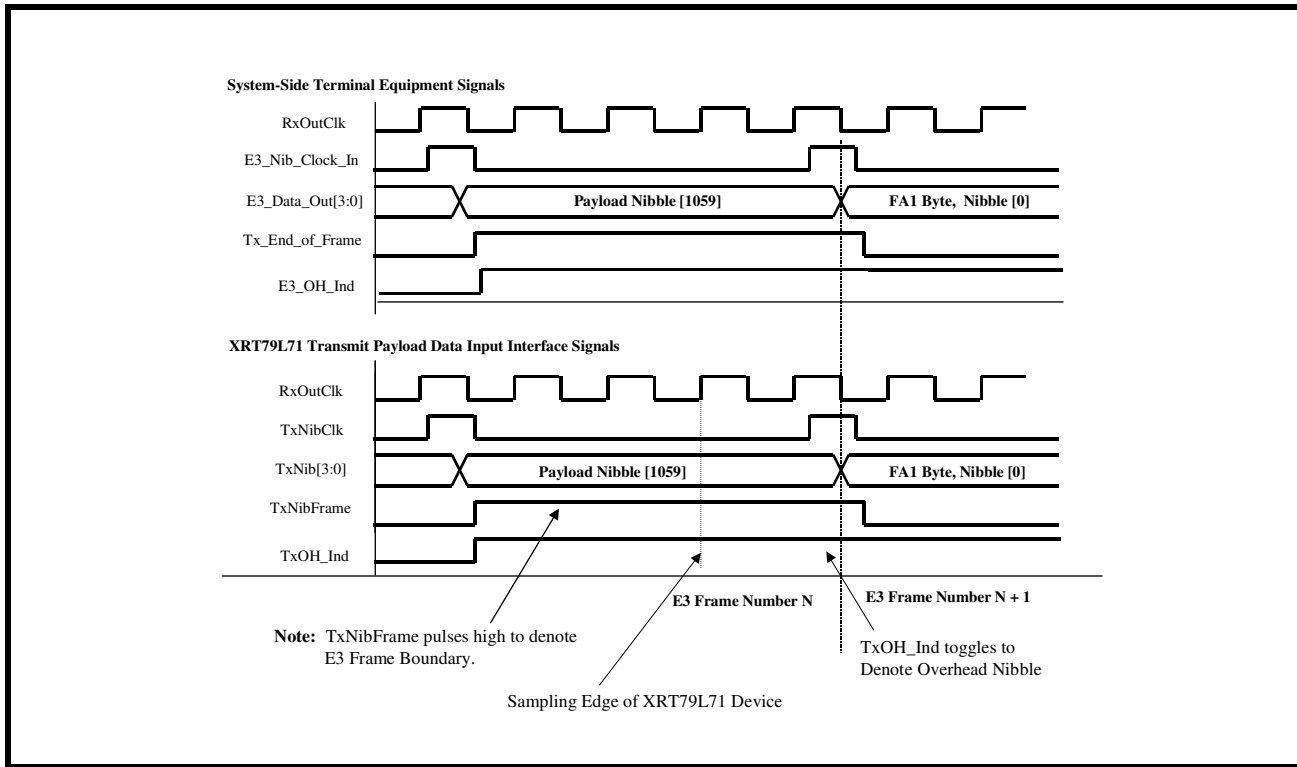 System-Side Terminal Equipment Signals
RxOutClk
E3_Nib_Clock_In
E3_Data_Out[3:0]
Payload Nibble [1059]
FA1 Byte, Nibble [0]
Tx_End_of_Frame
E3_OH_Ind
XRT79L71 Transmit Payload Data Input Interface Signals
RxOutClk
TxNibClk
TxNib[3:0]
Payload Nibble [1059]
FA1 Byte, Nibble [0]
TxNibFrame
TxOH_Ind
E3 Frame Number N
E3 Frame Number N + 1
Note: TxNibFrame pulses high to denote
E3 Frame Boundary.
TxOH_Ind toggles to
Denote Overhead Nibble
Sampling Edge of XRT79L71 Device